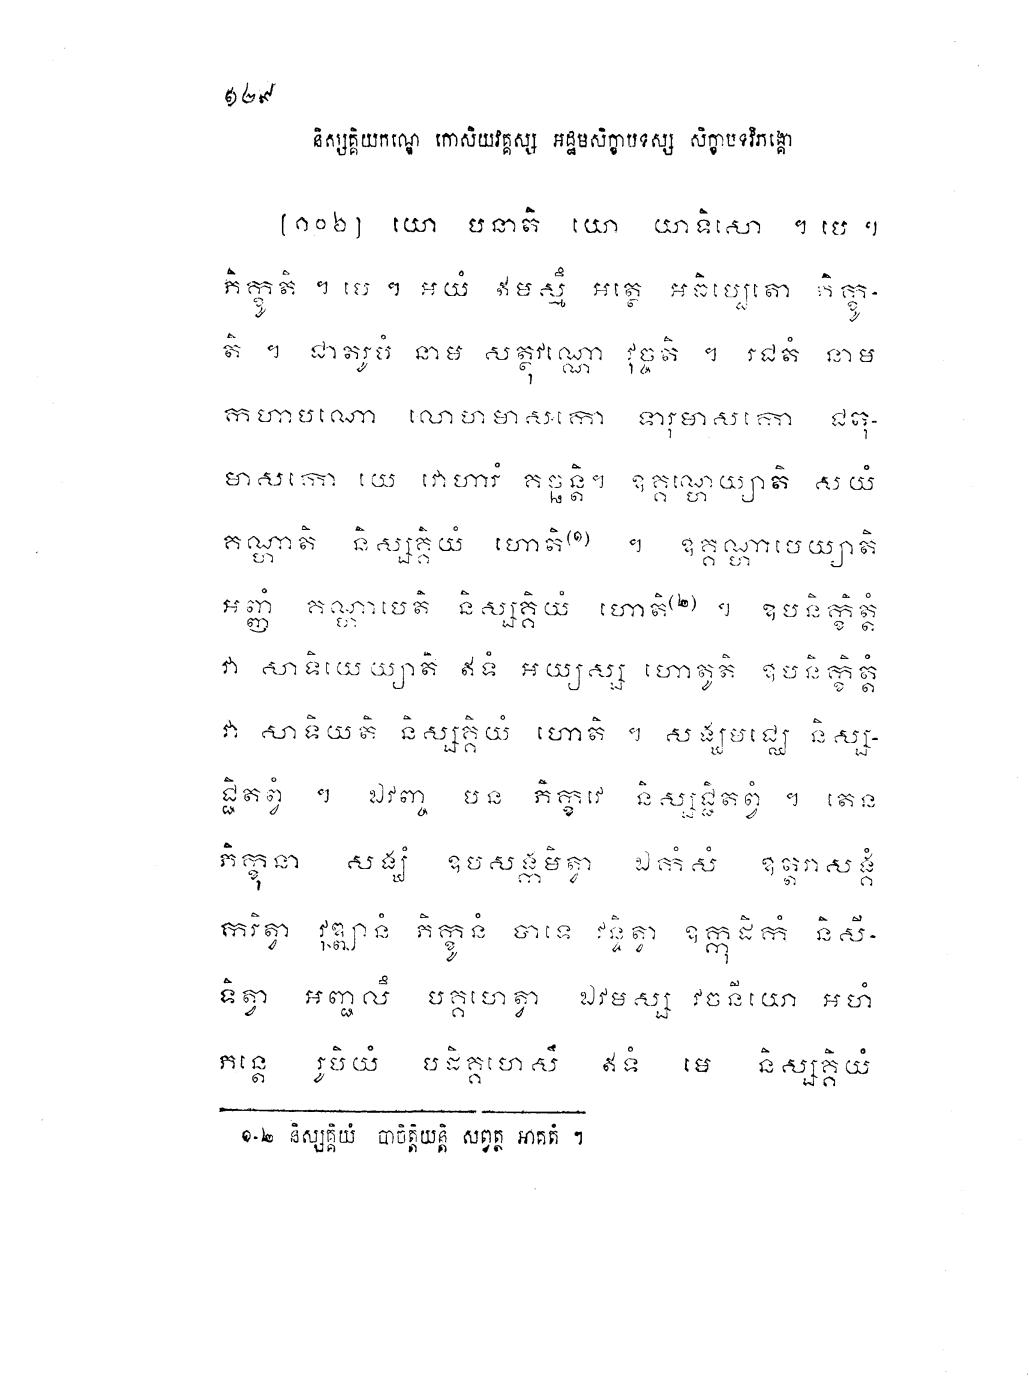 ១២៩
និស្សគ្គិយកណ្ឌេ កោសិយវគ្គស្ស អដ្ឋមសិក្ខាបទស្ស សិក្ខាបទវិភង្គោ
[១០២] យោ បនាតិ យោ យាទិសោ ។ បេ ។
ភិក្ខូតិ ។ បេ ។ អយំ ឥមស្មឹ អត្ថេ អធិប្បេតោ ភិក្ខូ-
តិ ។ ជាតរូបំ នាម សត្ថុវណ្ណោ វុច្ចតិ ។ រជតំ នាម
កហាបណោ លោហមាសកោ ទារុមាសកោ ជតុ-
មាសកោ យេ វោហារំ គច្ឆន្តិ។ ឧគ្គណ្ហេយ្យាតិ សយំ
គណ្ហាតិ និស្សគ្គិយំ ហោតិ(១) ។ ឧគ្គណ្ហាបេយ្យាតិ
អញ្ញំ គណ្ហាបេតិ និស្សគ្គិយំ ហោតិ(២) ។ ឧបនិក្ខិត្តំ
វា សាទិយេយ្យាតិ ឥទំ អយ្យស្ស ហោតូតិ ឧបនិក្ខិត្តំ
វា សាទិយតិ និស្សគ្គិយំ ហោតិ ។ សង្ឃមជ្ឈេ និស្ស-
ជ្ជិតព្វំ ។ ឯវញ្ច បន ភិក្ខវេ និស្សជ្ជិតព្វំ ។ តេន
ភិក្ខុនា សង្ឃំ ឧបសង្កមិត្វា ឯកំសំ ឧត្តរាសង្គំ
ករិត្វា វុឌ្ឍានំ ភិក្ខូនំ បាទេ វន្ទិត្វា ឧក្កុដិកំ និសី-
ទិត្វា អញ្ជលឹ បគ្គហេត្វា ឯវមស្ស វចនីយោ អហំ
ភន្តេ រូបិយំ បដិគ្គហេសឹ ឥទំ មេ និស្សគ្គិយំ
១-២ និស្សគ្គិយំ បាចិត្តិយន្តិ សព្វត្ថ អាគតំ ។